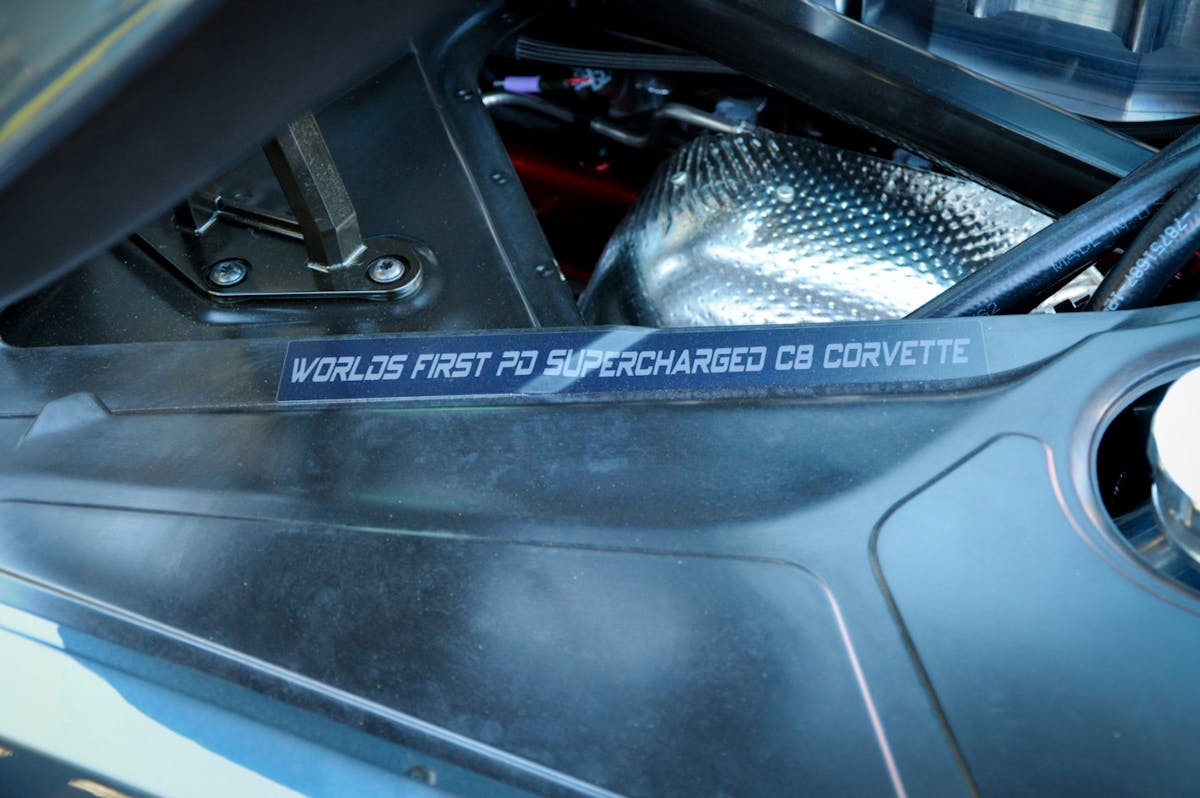 WORLDS FIRST PD SUPERCHARGED C8 CORVETTE